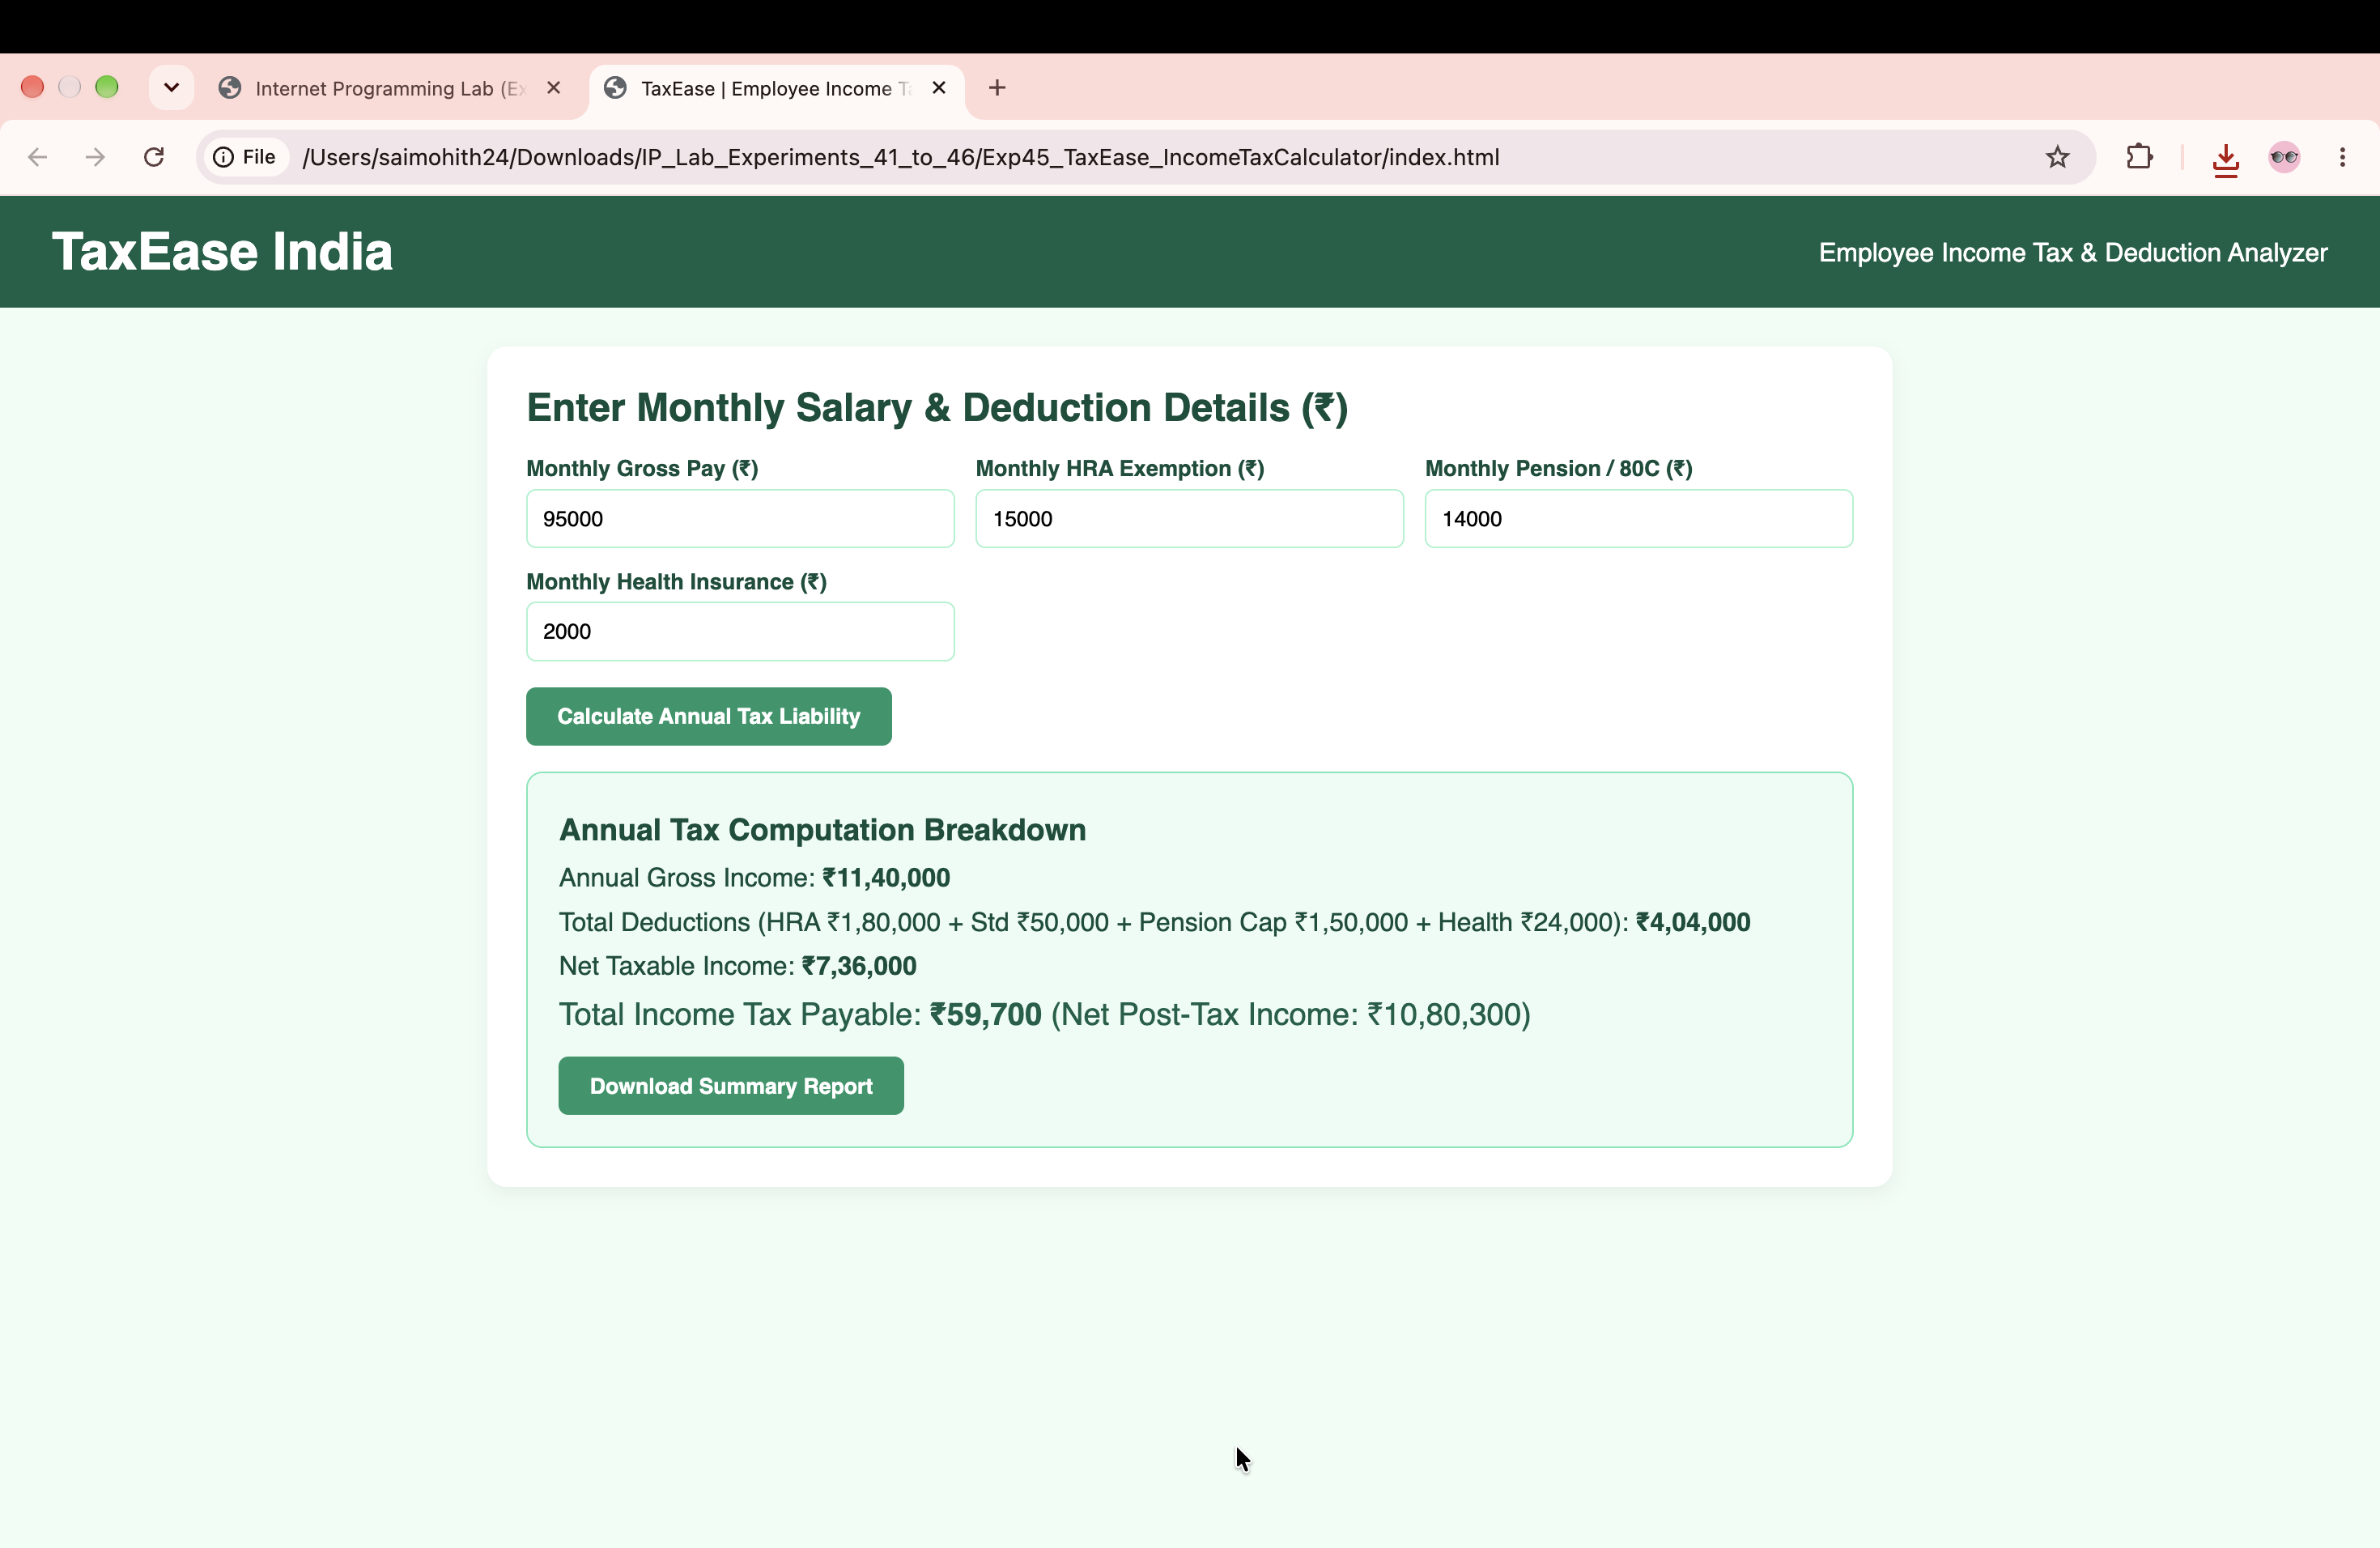 Internet Programming Lab (Ex
TaxEase | Employee Income Ta
File /Users/saimohith24/Downloads/IP_Lab_Experiments_41_to_46/Exp45_TaxEase_IncomeTaxCalculator/index.html
TaxEase India
Employee Income Tax & Deduction Analyzer
Enter Monthly Salary & Deduction Details (₹)
Monthly Gross Pay (₹) Monthly HRA Exemption (₹) Monthly Pension / 80C (₹)
95000 15000 14000
Monthly Health Insurance (₹)
2000
Calculate Annual Tax Liability
Annual Tax Computation Breakdown
Annual Gross Income: ₹11,40,000
Total Deductions (HRA ₹1,80,000 + Std ₹50,000 + Pension Cap ₹1,50,000 + Health ₹24,000): ₹4,04,000
Net Taxable Income: ₹7,36,000
Total Income Tax Payable: ₹59,700 (Net Post-Tax Income: ₹10,80,300)
Download Summary Report